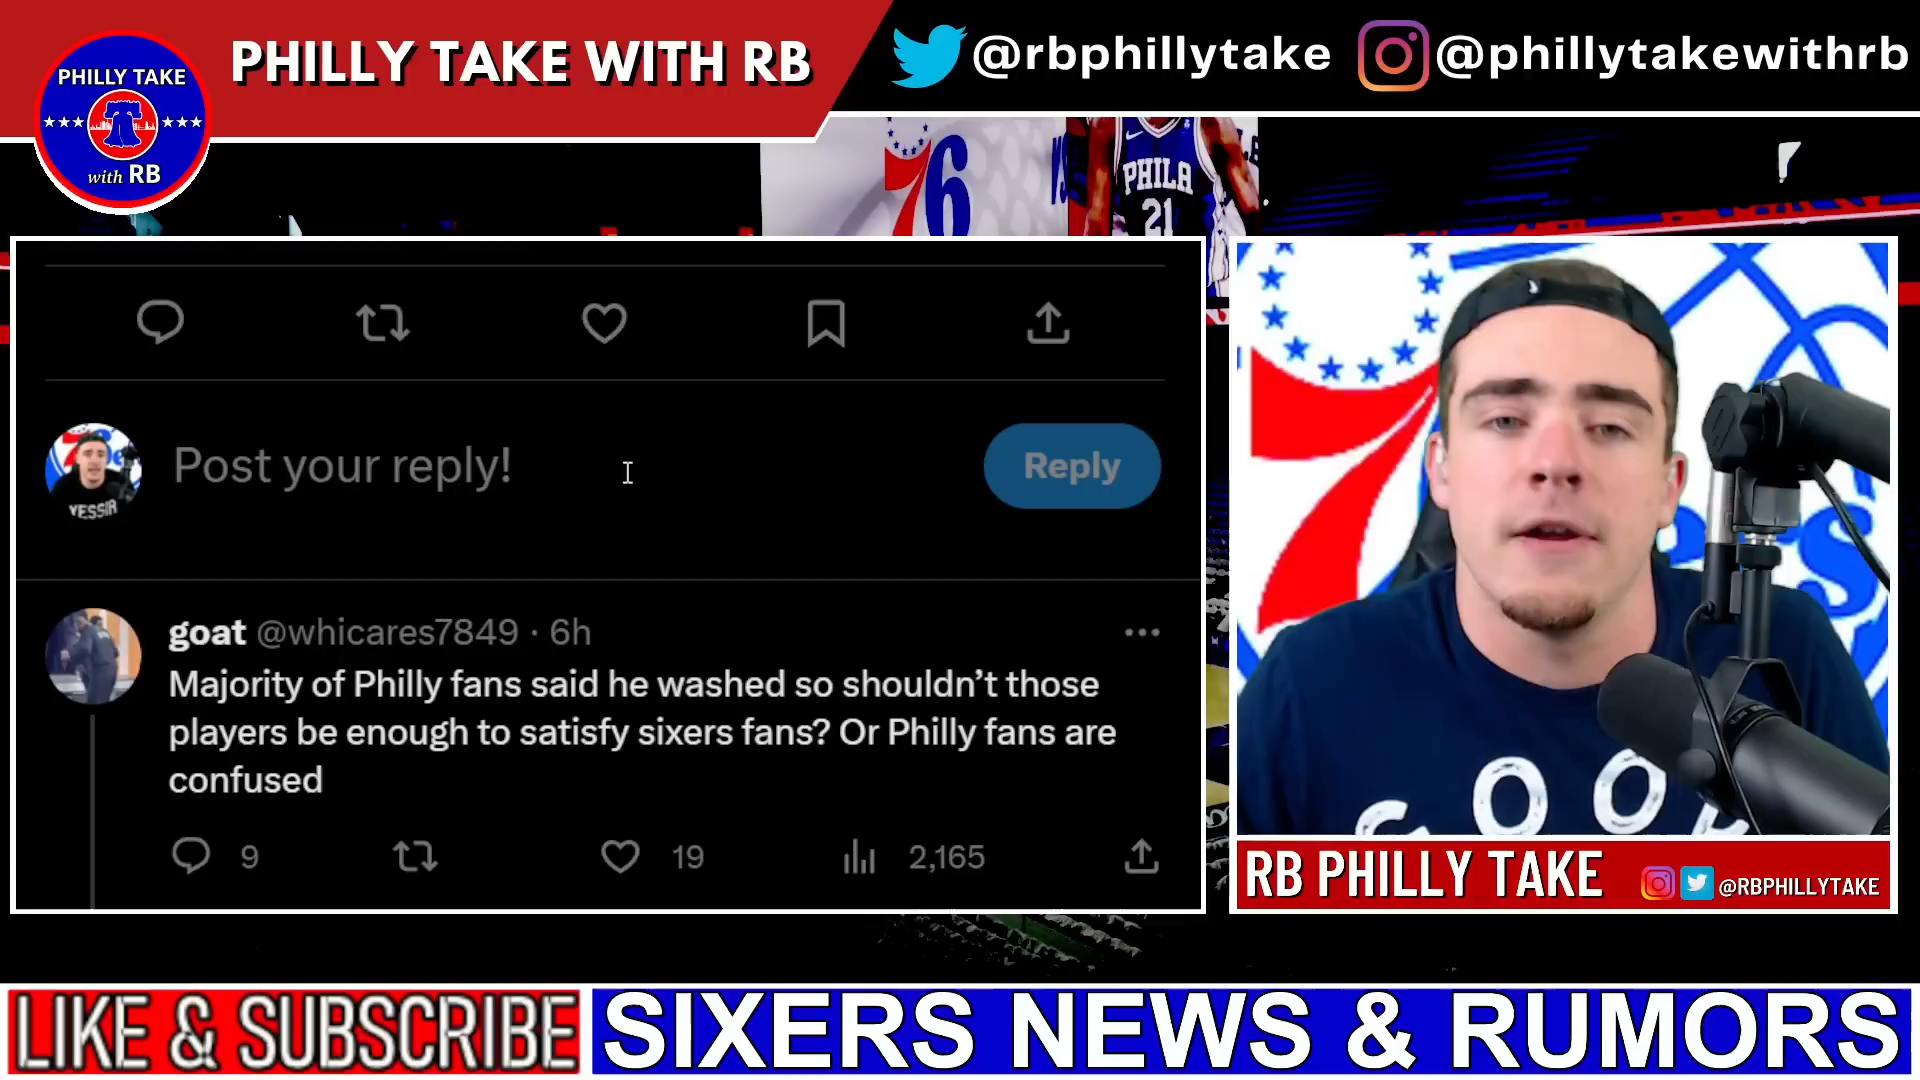 PHILLY TAKE WITH RB
@rbphillytake
@phillytakewithrb
PHILLY TAKE
with RB
76
PHILA
21
Post your reply!
Reply
YESSIR
goat @whicares7849 · 6h
Majority of Philly fans said he washed so shouldn’t those
players be enough to satisfy sixers fans? Or Philly fans are
confused
9
19
2,165
RB PHILLY TAKE
@RBPHILLYTAKE
LIKE & SUBSCRIBE
SIXERS NEWS & RUMORS